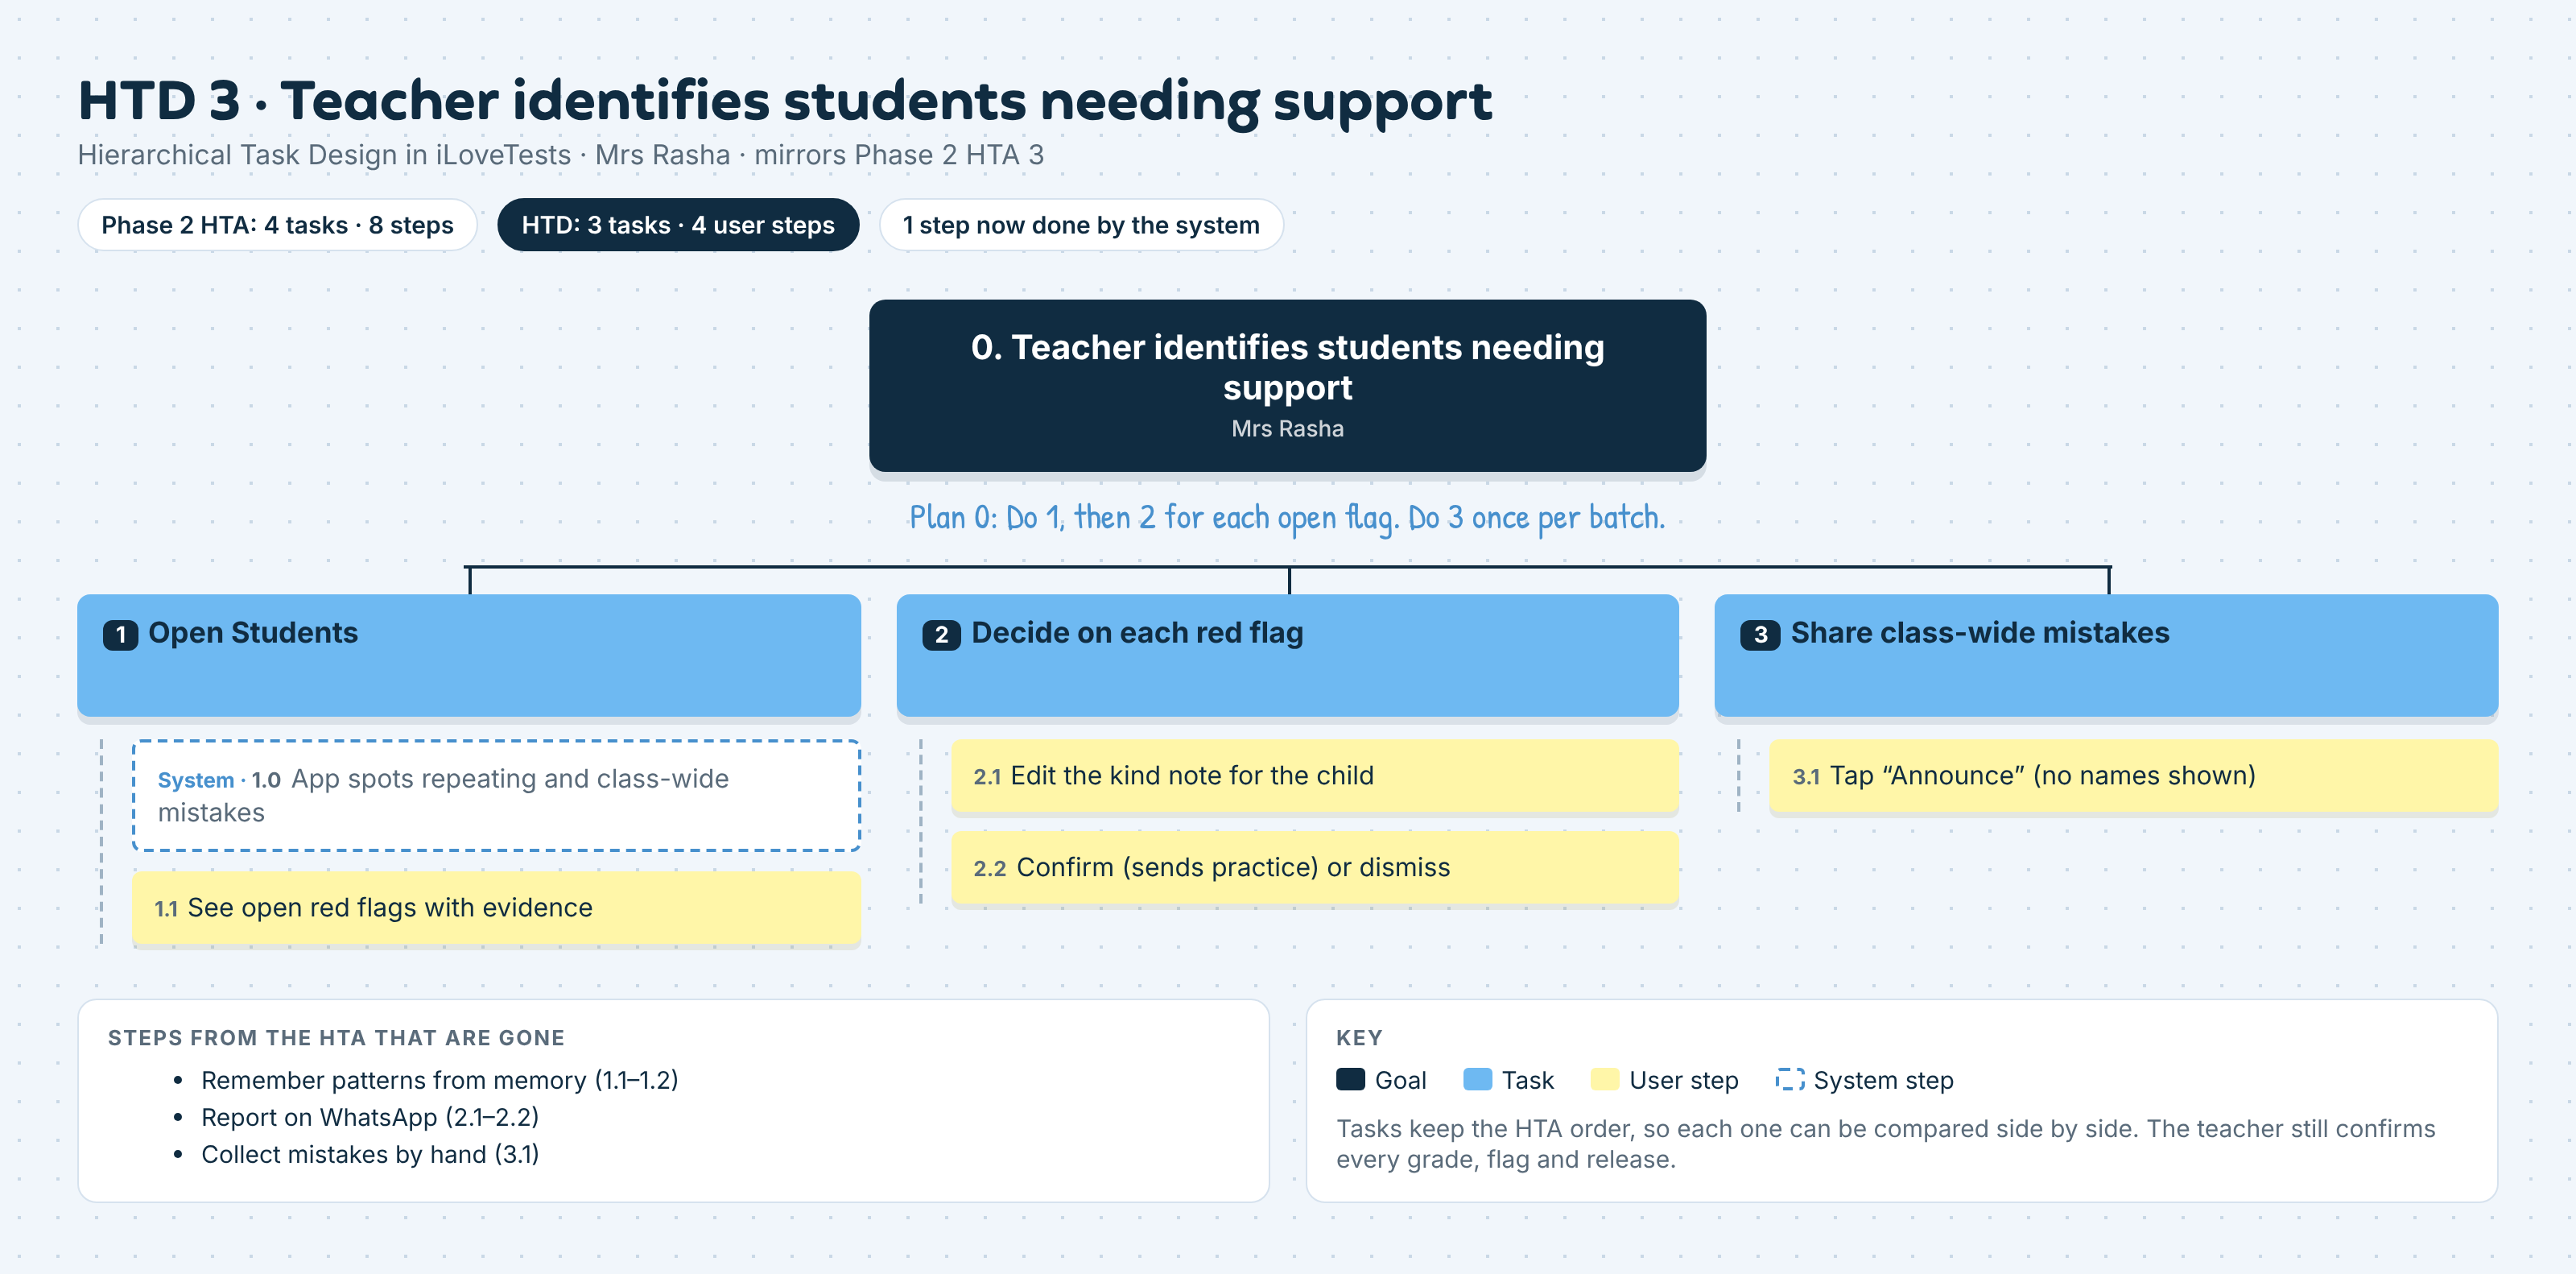 HTD 3 · Teacher identifies students needing support
Hierarchical Task Design in iLoveTests · Mrs Rasha · mirrors Phase 2 HTA 3
Phase 2 HTA: 4 tasks · 8 steps
HTD: 3 tasks · 4 user steps
1 step now done by the system
0. Teacher identifies students needing
support
Mrs Rasha
Plan 0: Do 1, then 2 for each open flag. Do 3 once per batch.
1 Open Students
System · 1.0 App spots repeating and class-wide
mistakes
1.1 See open red flags with evidence
2 Decide on each red flag
2.1 Edit the kind note for the child
2.2 Confirm (sends practice) or dismiss
3 Share class-wide mistakes
3.1 Tap “Announce” (no names shown)
STEPS FROM THE HTA THAT ARE GONE
• Remember patterns from memory (1.1–1.2)
• Report on WhatsApp (2.1–2.2)
• Collect mistakes by hand (3.1)
KEY
Goal
Task
User step
System step
Tasks keep the HTA order, so each one can be compared side by side. The teacher still confirms
every grade, flag and release.